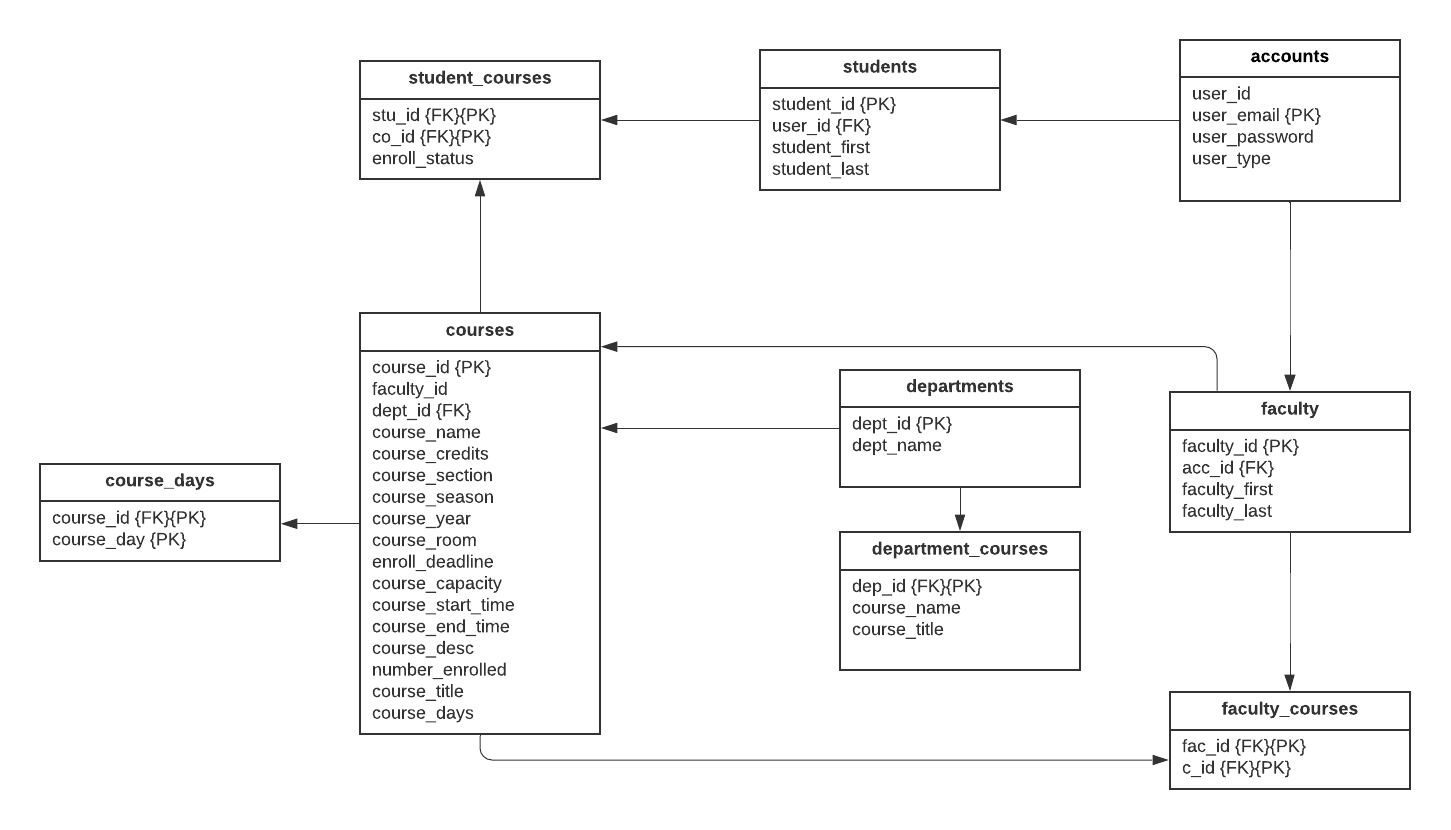 student_courses
stu_id {FK}{PK}
co_id {FK}{PK}
enroll_status
students
student_id {PK}
user_id {FK}
student_first
student_last
accounts
user_id
user_email {PK}
user_password
user_type
courses
course_id {PK}
faculty_id
dept_id {FK}
course_name
course_credits
course_section
course_season
course_year
course_room
enroll_deadline
course_capacity
course_start_time
course_end_time
course_desc
number_enrolled
course_title
course_days
departments
dept_id {PK}
dept_name
faculty
faculty_id {PK}
acc_id {FK}
faculty_first
faculty_last
course_days
course_id {FK}{PK}
course_day {PK}
department_courses
dep_id {FK}{PK}
course_name
course_title
faculty_courses
fac_id {FK}{PK}
c_id {FK}{PK}